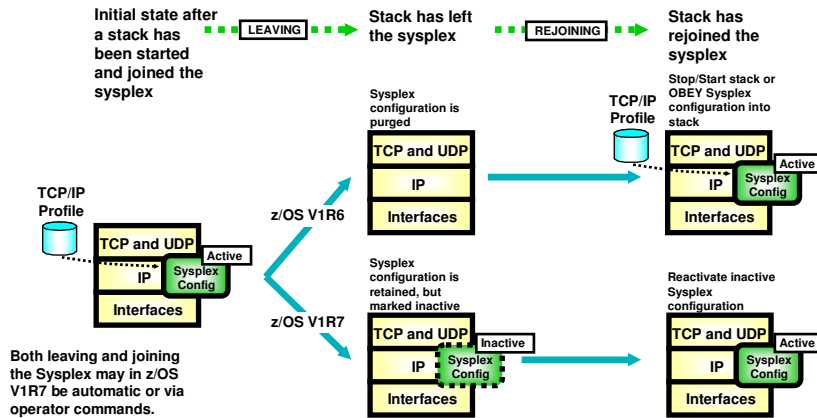 Initial state after
a stack has
been started
and joined the
sysplex
LEAVING
Stack has left
the sysplex
REJOINING
Stack has
rejoined the
sysplex
Sysplex
configuration is
purged
TCP and UDP
IP
Interfaces
Stop/Start stack or
OBEY Sysplex
configuration into
stack
TCP/IP
Profile
TCP and UDP
Active
IP
Sysplex
Config
Interfaces
z/OS V1R6
TCP/IP
Profile
TCP and UDP
Active
IP
Sysplex
Config
Interfaces
z/OS V1R7
Sysplex
configuration is
retained, but
marked inactive
TCP and UDP
Inactive
IP
Sysplex
Config
Interfaces
Reactivate inactive
Sysplex
configuration
TCP and UDP
Active
IP
Sysplex
Config
Interfaces
Both leaving and joining
the Sysplex may in z/OS
V1R7 be automatic or via
operator commands.